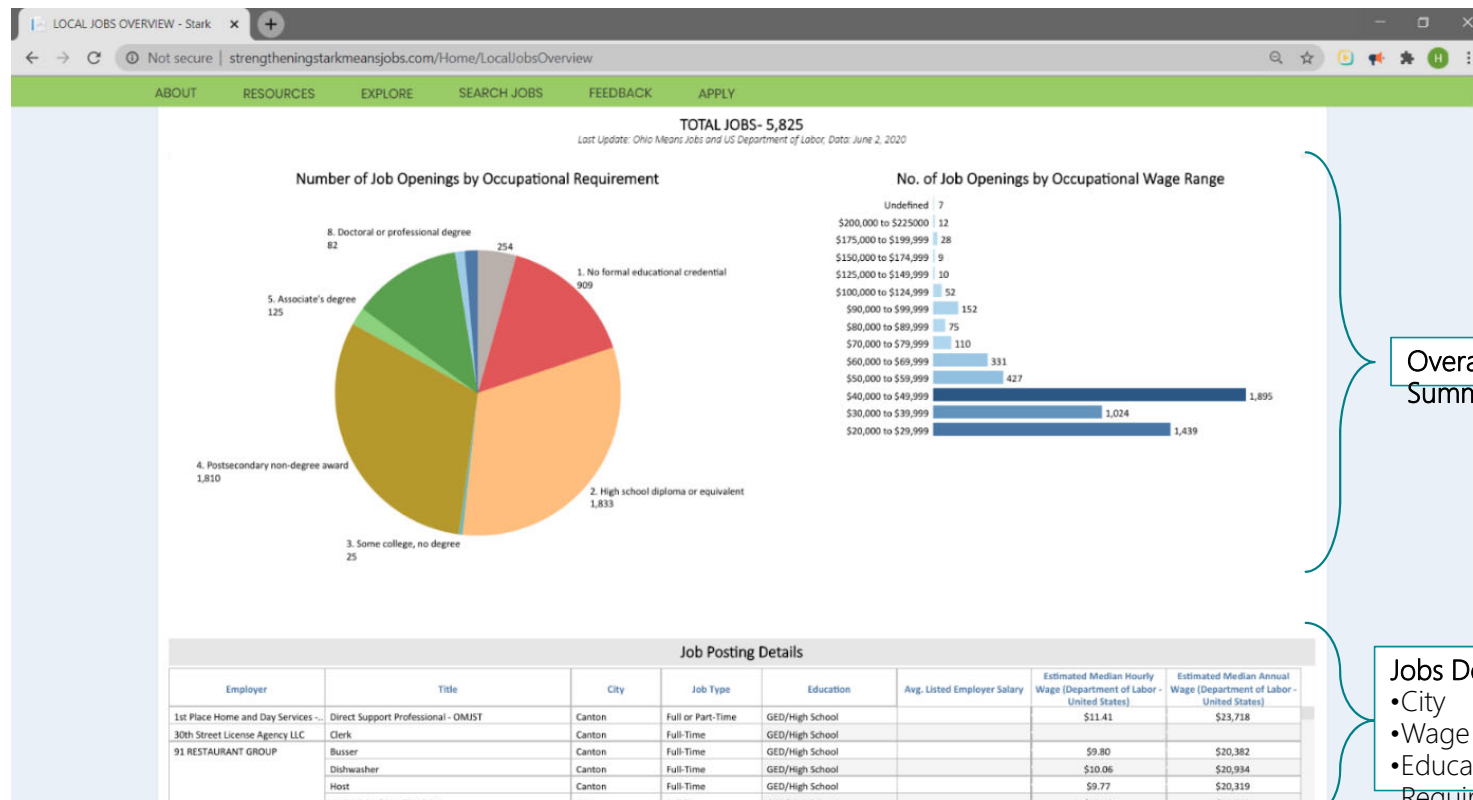 LOCAL JOBS OVERVIEW - Stark
Not secure | strengtheningstarkmeansjobs.com/Home/LocalJobsOverview
H
ABOUT RESOURCES EXPLORE SEARCH JOBS FEEDBACK APPLY
TOTAL JOBS- 5,825
Last Update: Ohio Means Jobs and US Department of Labor, Data: June 2, 2020
Number of Job Openings by Occupational Requirement
8. Doctoral or professional degree
82
254
1. No formal educational credential
909
5. Associate's degree
125
4. Postsecondary non-degree award
1,810
2. High school diploma or equivalent
1,833
3. Some college, no degree
25
No. of Job Openings by Occupational Wage Range
Undefined 7
$200,000 to $225000 12
$175,000 to $199,999 28
$150,000 to $174,999 9
$125,000 to $149,999 10
$100,000 to $124,999 52
$90,000 to $99,999 152
$80,000 to $89,999 75
$70,000 to $79,999 110
$60,000 to $69,999 331
$50,000 to $59,999 427
$40,000 to $49,999 1,895
$30,000 to $39,999 1,024
$20,000 to $29,999 1,439
Overa
Summ
Job Posting Details
Employer Title City Job Type Education Avg. Listed Employer Salary Estimated Median Hourly Wage (Department of Labor - United States) Estimated Median Annual Wage (Department of Labor - United States)
1st Place Home and Day Services -.. Direct Support Professional - OMJST Canton Full or Part-Time GED/High School $11.41 $23,718
30th Street License Agency LLC Clerk Canton Full-Time GED/High School
91 RESTAURANT GROUP Busser Canton Full-Time GED/High School $9.80 $20,382
Dishwasher Canton Full-Time GED/High School $10.06 $20,934
Host Canton Full-Time GED/High School $9.77 $20,319
Jobs De
•City
•Wage
•Educa
Requir